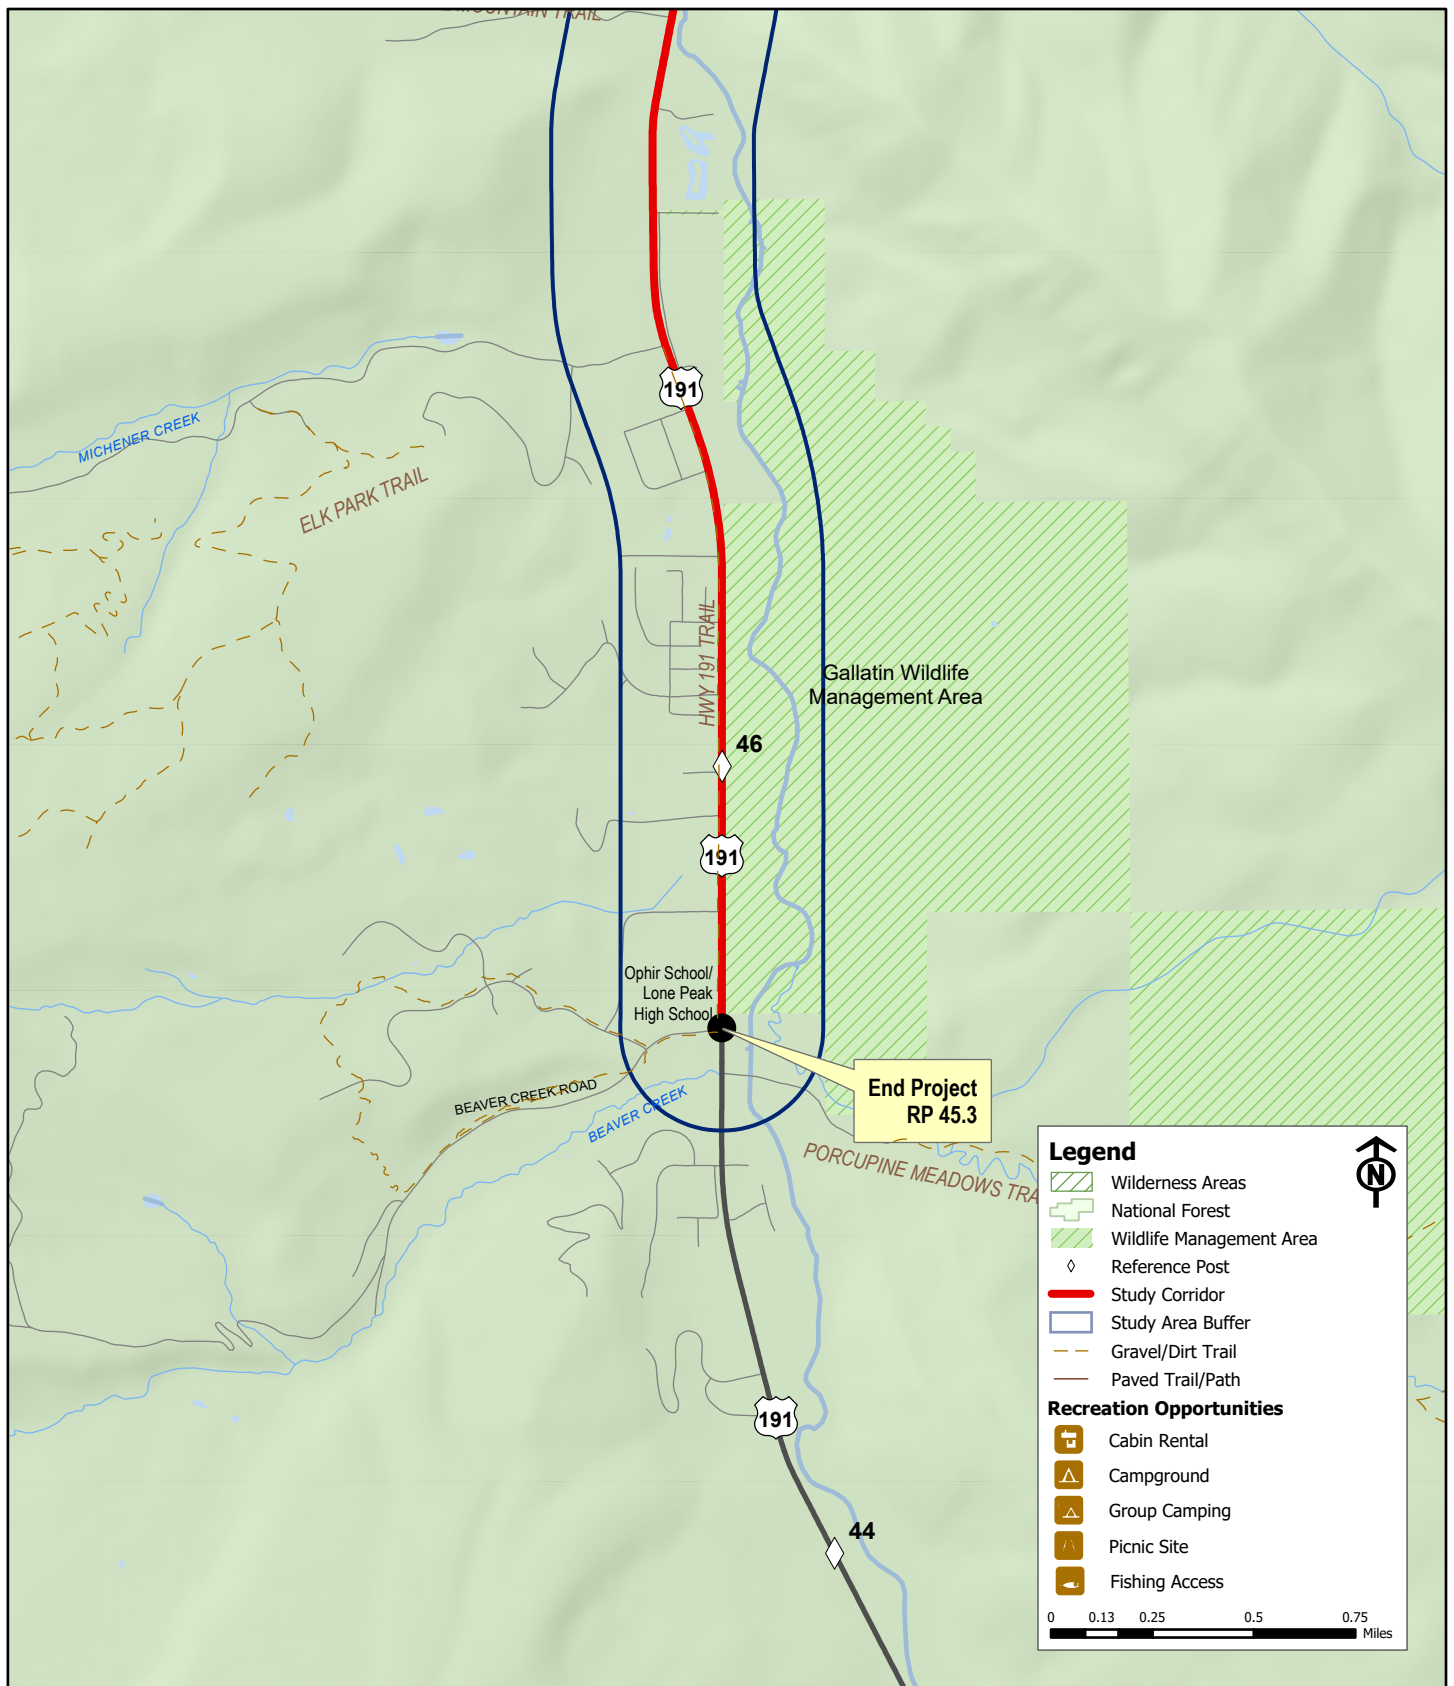 MOUNTAIN TRAIL
191
MICHENER CREEK
ELK PARK TRAIL
HWY 191 TRAIL
Gallatin Wildlife
Management Area
46
191
Ophir School/
Lone Peak
High School
End Project
RP 45.3
BEAVER CREEK ROAD
BEAVER CREEK
PORCUPINE MEADOWS TRA
191
44
Legend
N
Wilderness Areas
National Forest
Wildlife Management Area
Reference Post
Study Corridor
Study Area Buffer
Gravel/Dirt Trail
Paved Trail/Path
Recreation Opportunities
Cabin Rental
Campground
Group Camping
Picnic Site
Fishing Access
0 0.13 0.25 0.5 0.75
Miles